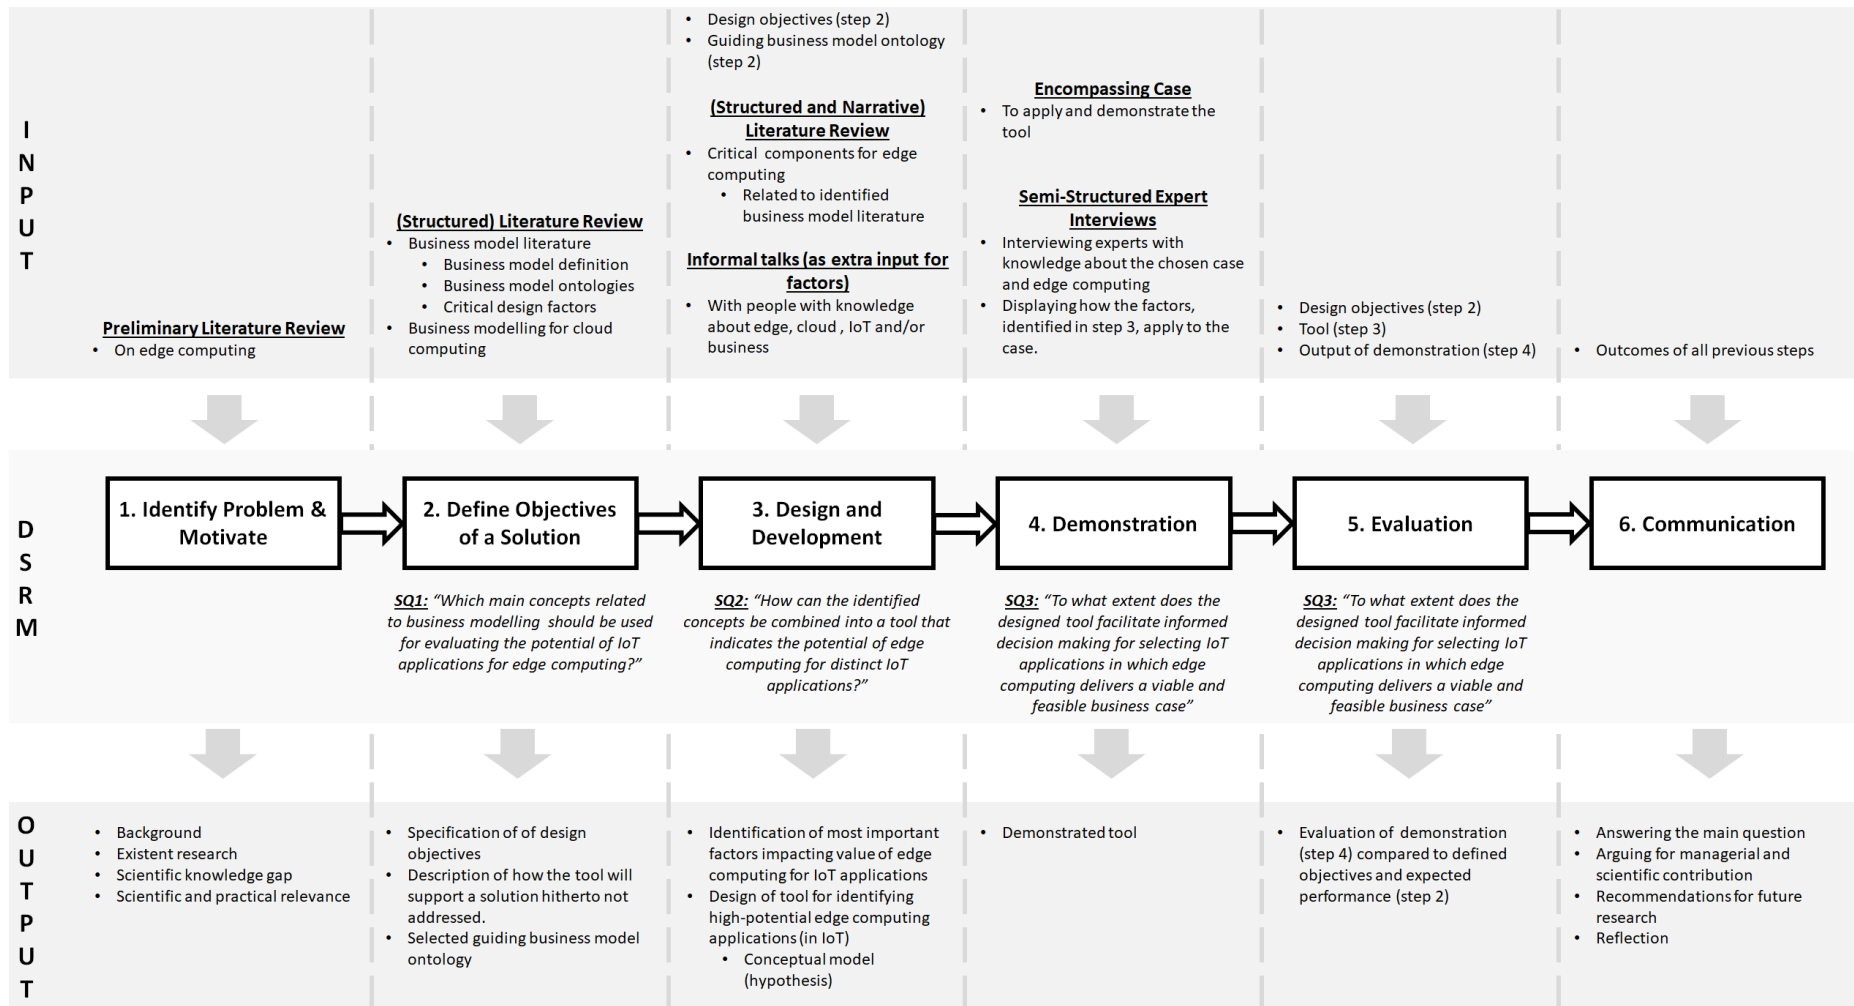 INPUT
Preliminary Literature Review
• On edge computing
(Structured) Literature Review
• Business model literature
• Business model definition
• Business model ontologies
• Critical design factors
• Business modelling for cloud
computing
• Design objectives (step 2)
• Guiding business model ontology
(step 2)
(Structured and Narrative)
Literature Review
• Critical components for edge
computing
• Related to identified
business model literature
Informal talks (as extra input for
factors)
• With people with knowledge
about edge, cloud , IoT and/or
business
Encompassing Case
• To apply and demonstrate the
tool
Semi-Structured Expert
Interviews
• Interviewing experts with
knowledge about the chosen case
and edge computing
• Displaying how the factors,
identified in step 3, apply to the
case.
• Design objectives (step 2)
• Tool (step 3)
• Output of demonstration (step 4)
• Outcomes of all previous steps
DSRM
1. Identify Problem &
Motivate
2. Define Objectives
of a Solution
3. Design and
Development
4. Demonstration
5. Evaluation
6. Communication
SQ1: “Which main concepts related
to business modelling should be used
for evaluating the potential of IoT
applications for edge computing?”
SQ2: “How can the identified
concepts be combined into a tool that
indicates the potential of edge
computing for distinct IoT
applications?”
SQ3: “To what extent does the
designed tool facilitate informed
decision making for selecting IoT
applications in which edge
computing delivers a viable and
feasible business case”
SQ3: “To what extent does the
designed tool facilitate informed
decision making for selecting IoT
applications in which edge
computing delivers a viable and
feasible business case”
OUTPUT
• Background
• Existent research
• Scientific knowledge gap
• Scientific and practical relevance
• Specification of of design
objectives
• Description of how the tool will
support a solution hitherto not
addressed.
• Selected guiding business model
ontology
• Identification of most important
factors impacting value of edge
computing for IoT applications
• Design of tool for identifying
high-potential edge computing
applications (in IoT)
• Conceptual model
(hypothesis)
• Demonstrated tool
• Evaluation of demonstration
(step 4) compared to defined
objectives and expected
performance (step 2)
• Answering the main question
• Arguing for managerial and
scientific contribution
• Recommendations for future
research
• Reflection